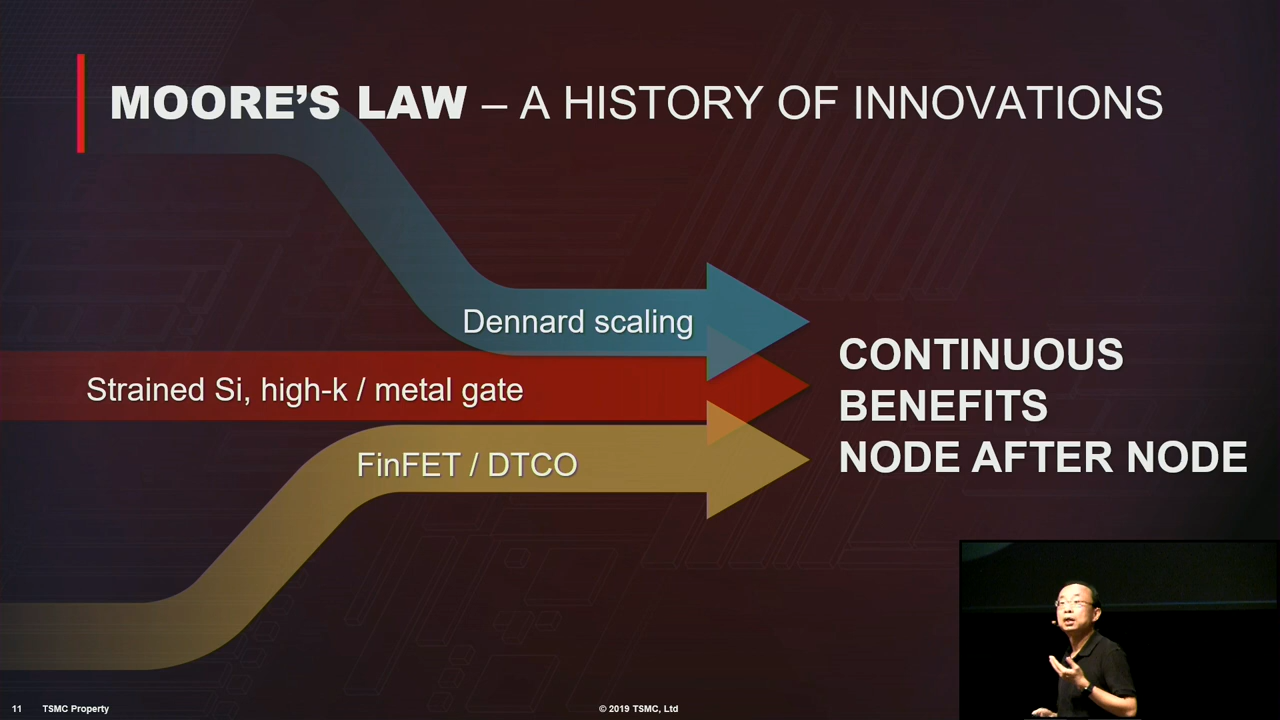 MOORE'S LAW – A HISTORY OF INNOVATIONS
Dennard scaling
Strained Si, high-k / metal gate
FinFET / DTCO
CONTINUOUS
BENEFITS
NODE AFTER NODE
11 TSMC Property © 2019 TSMC, Ltd